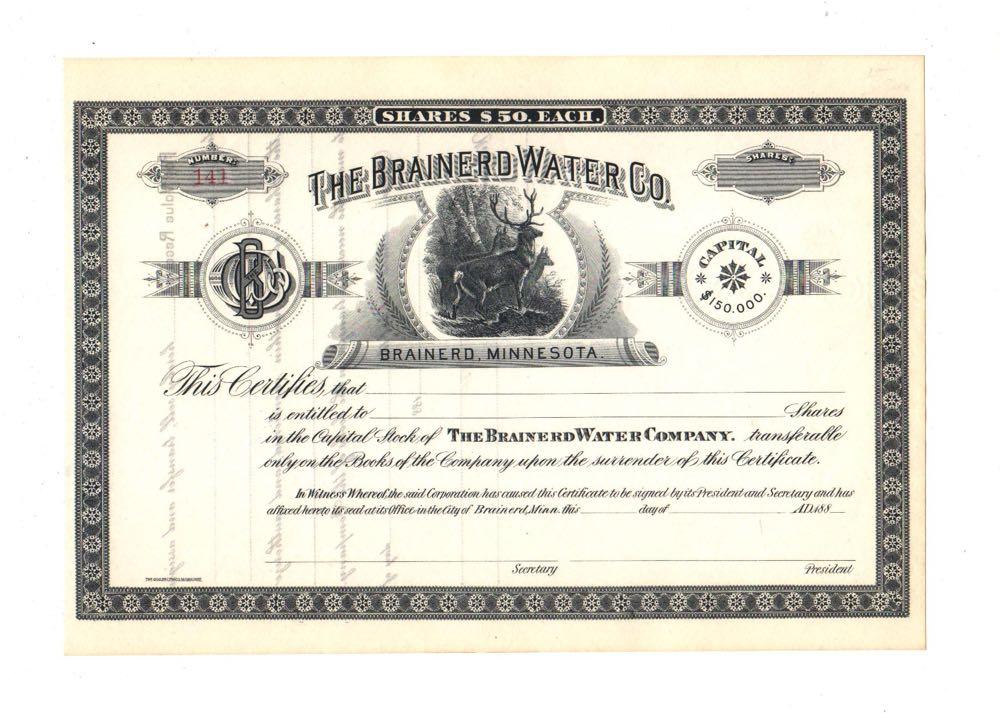 SHARES $50. EACH.
NUMBER:
141
THE BRAINERD WATER CO.
SHARES:
CAPITAL
$150.000.
BRAINERD, MINNESOTA.
This Certifies, that
is entitled to Shares
in the Capital Stock of THE BRAINERD WATER COMPANY. transferable
only on the Books of the Company upon the surrender of this Certificate.
In Witness Whereof, the said Corporation has caused this Certificate to be signed by its President and Secretary and has
affixed hereto its seal at its Office in the City of Brainerd, Minn. this day of A.D. 188
Secretary President